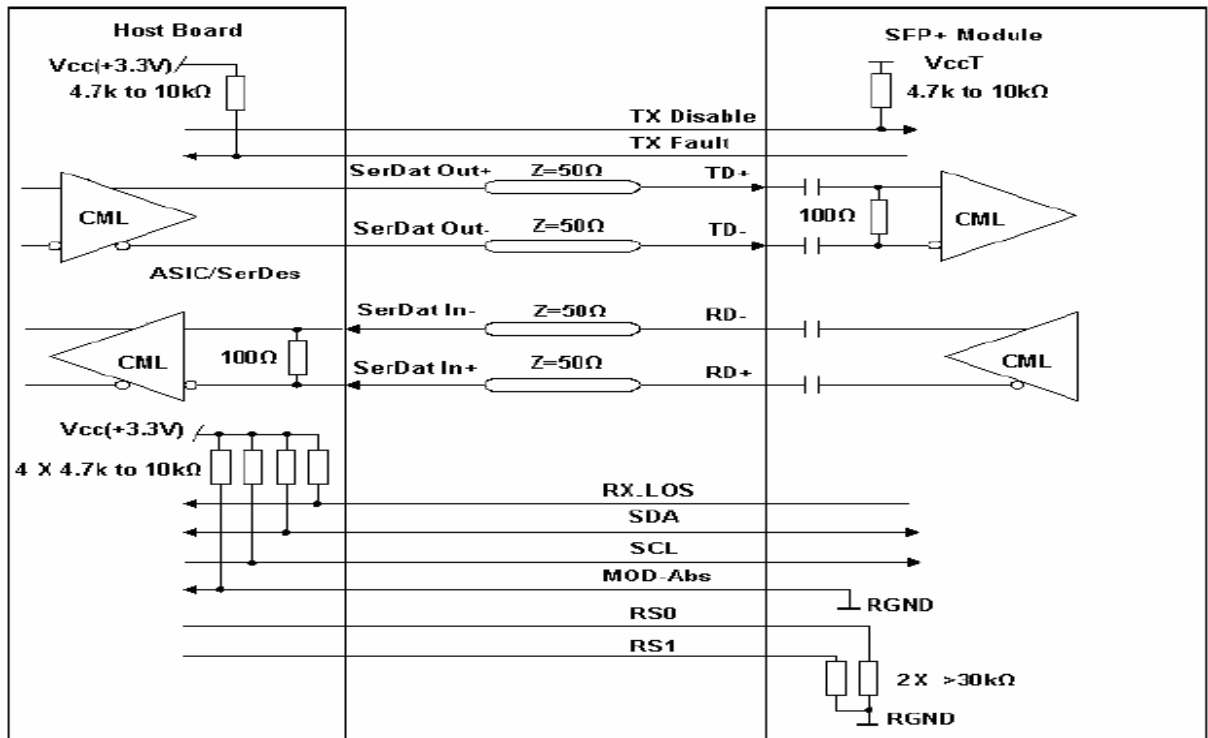 Host Board
SFP+ Module
Vcc(+3.3V)
VccT
4.7k to 10kΩ
4.7k to 10kΩ
TX Disable
TX Fault
SerDat Out+
Z=50Ω
TD+
CML
100Ω
CML
SerDat Out-
Z=50Ω
TD-
ASIC/SerDes
SerDat In-
Z=50Ω
RD-
CML
100Ω
CML
SerDat In+
Z=50Ω
RD+
Vcc(+3.3V)
4 X 4.7k to 10kΩ
RX_LOS
SDA
SCL
MOD-Abs
RGND
RS0
RS1
2X >30kΩ
RGND